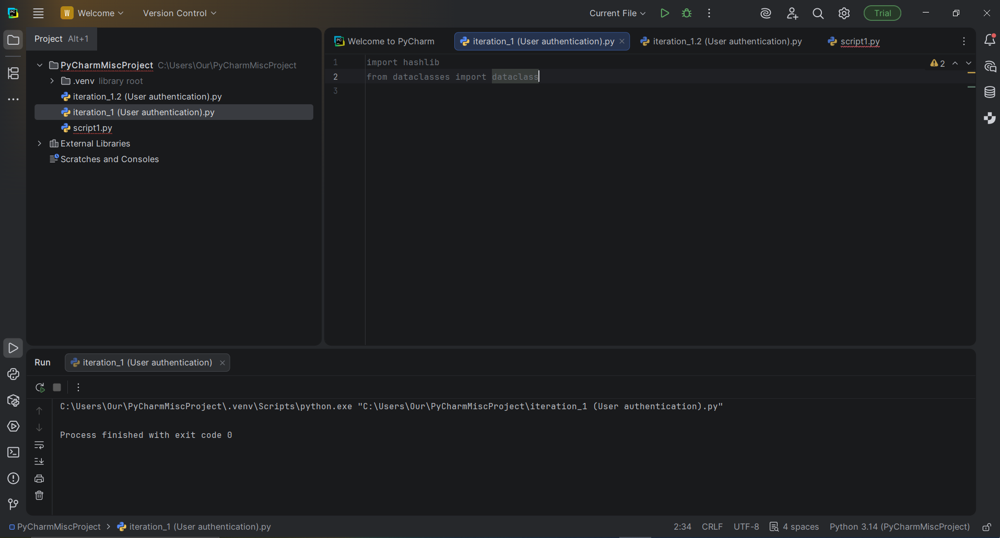 W Welcome
Version Control
Current File
Trial
Project Alt+1
PyCharmMiscProject C:\Users\Our\PyCharmMiscProject
.venv library root
iteration_1.2 (User authentication).py
iteration_1 (User authentication).py
script1.py
External Libraries
Scratches and Consoles
Welcome to PyCharm
iteration_1 (User authentication).py
iteration_1.2 (User authentication).py
script1.py
1 import hashlib
2 from dataclasses import dataclass
3
2
Run
iteration_1 (User authentication)
C:\Users\Our\PyCharmMiscProject\.venv\Scripts\python.exe "C:\Users\Our\PyCharmMiscProject\iteration_1 (User authentication).py"
Process finished with exit code 0
PyCharmMiscProject > iteration_1 (User authentication).py
2:34 CRLF UTF-8 4 spaces Python 3.14 (PyCharmMiscProject)